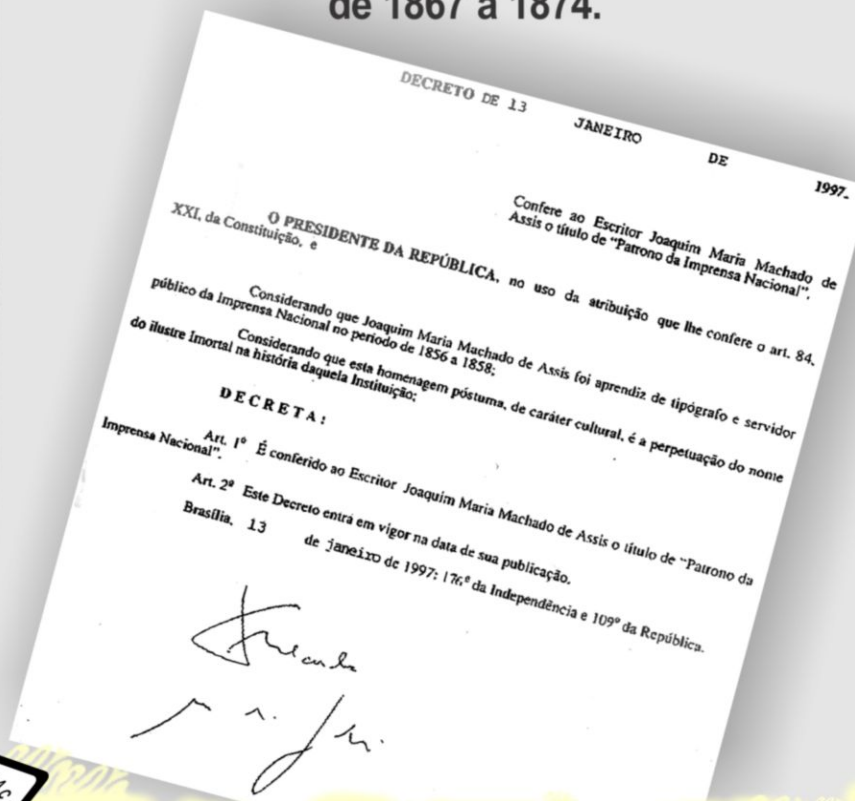 de 1867 a 1874.
DECRETO DE 13 JANEIRO DE 1997.
Confere ao Escritor Joaquim Maria Machado de
Assis o título de "Patrono da Imprensa Nacional".
O PRESIDENTE DA REPÚBLICA, no uso da atribuição que lhe confere o art. 84,
XXI, da Constituição, e
Considerando que Joaquim Maria Machado de Assis foi aprendiz de tipógrafo e servidor
público da Imprensa Nacional no período de 1856 a 1858;
Considerando que esta homenagem póstuma, de caráter cultural, é a perpetuação do nome
do ilustre Imortal na história daquela Instituição;
DECRETA:
Art. 1º É conferido ao Escritor Joaquim Maria Machado de Assis o título de "Patrono da
Imprensa Nacional".
Art. 2º Este Decreto entra em vigor na data de sua publicação.
Brasília, 13 de janeiro de 1997; 176º da Independência e 109º da República.